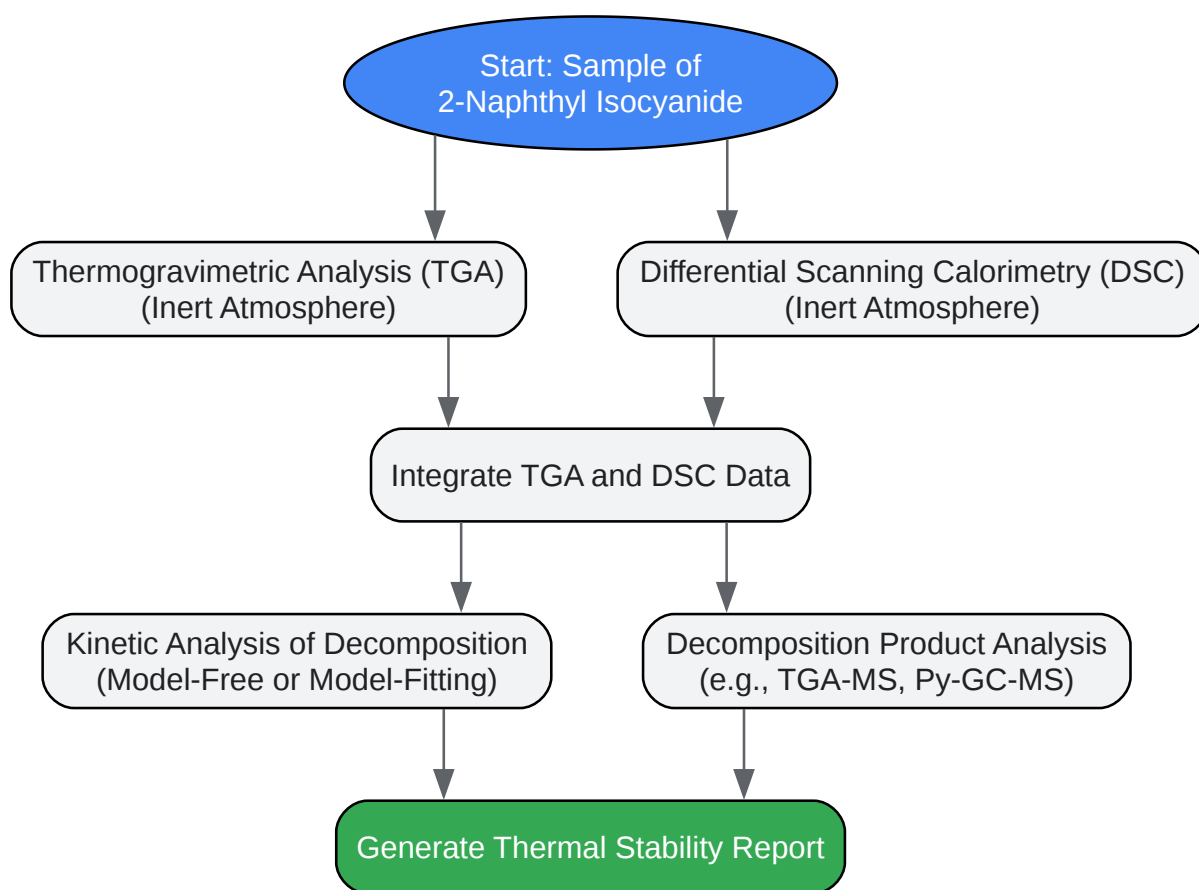 Start: Sample of
2-Naphthyl Isocyanide
Thermogravimetric Analysis (TGA)
(Inert Atmosphere)
Differential Scanning Calorimetry (DSC)
(Inert Atmosphere)
Integrate TGA and DSC Data
Kinetic Analysis of Decomposition
(Model-Free or Model-Fitting)
Decomposition Product Analysis
(e.g., TGA-MS, Py-GC-MS)
Generate Thermal Stability Report